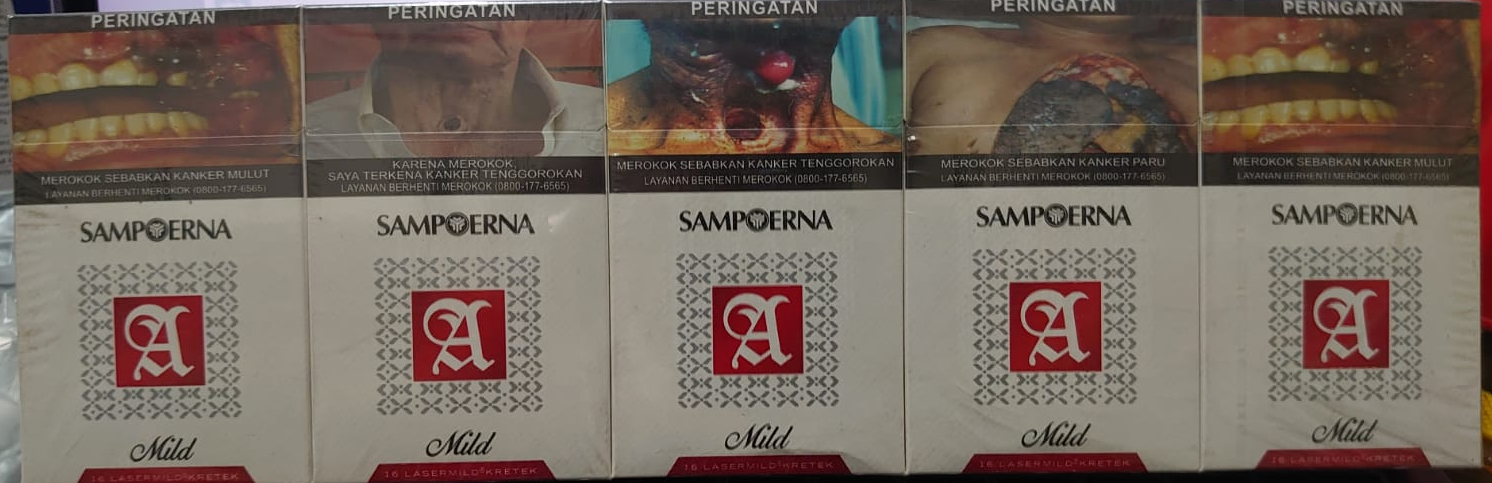 PERINGATAN
MEROKOK SEBABKAN KANKER MULUT
LAYANAN BERHENTI MEROKOK (0800-177-6565)
SAMPOERNA
A
Mild
16 LASERMILD KRETEK
PERINGATAN
KARENA MEROKOK,
SAYA TERKENA KANKER TENGGOROKAN
LAYANAN BERHENTI MEROKOK (0800-177-6565)
SAMPOERNA
A
Mild
16 LASERMILD KRETEK
PERINGATAN
MEROKOK SEBABKAN KANKER TENGGOROKAN
LAYANAN BERHENTI MEROKOK (0800-177-6565)
SAMPOERNA
A
Mild
16 LASERMILD KRETEK
PERINGATAN
MEROKOK SEBABKAN KANKER PARU
LAYANAN BERHENTI MEROKOK (0800-177-6565)
SAMPOERNA
A
Mild
16 LASERMILD KRETEK
PERINGATAN
MEROKOK SEBABKAN KANKER MULUT
LAYANAN BERHENTI MEROKOK (0800-177-6565)
SAMPOERNA
A
Mild
16 LASERMILD KRETEK